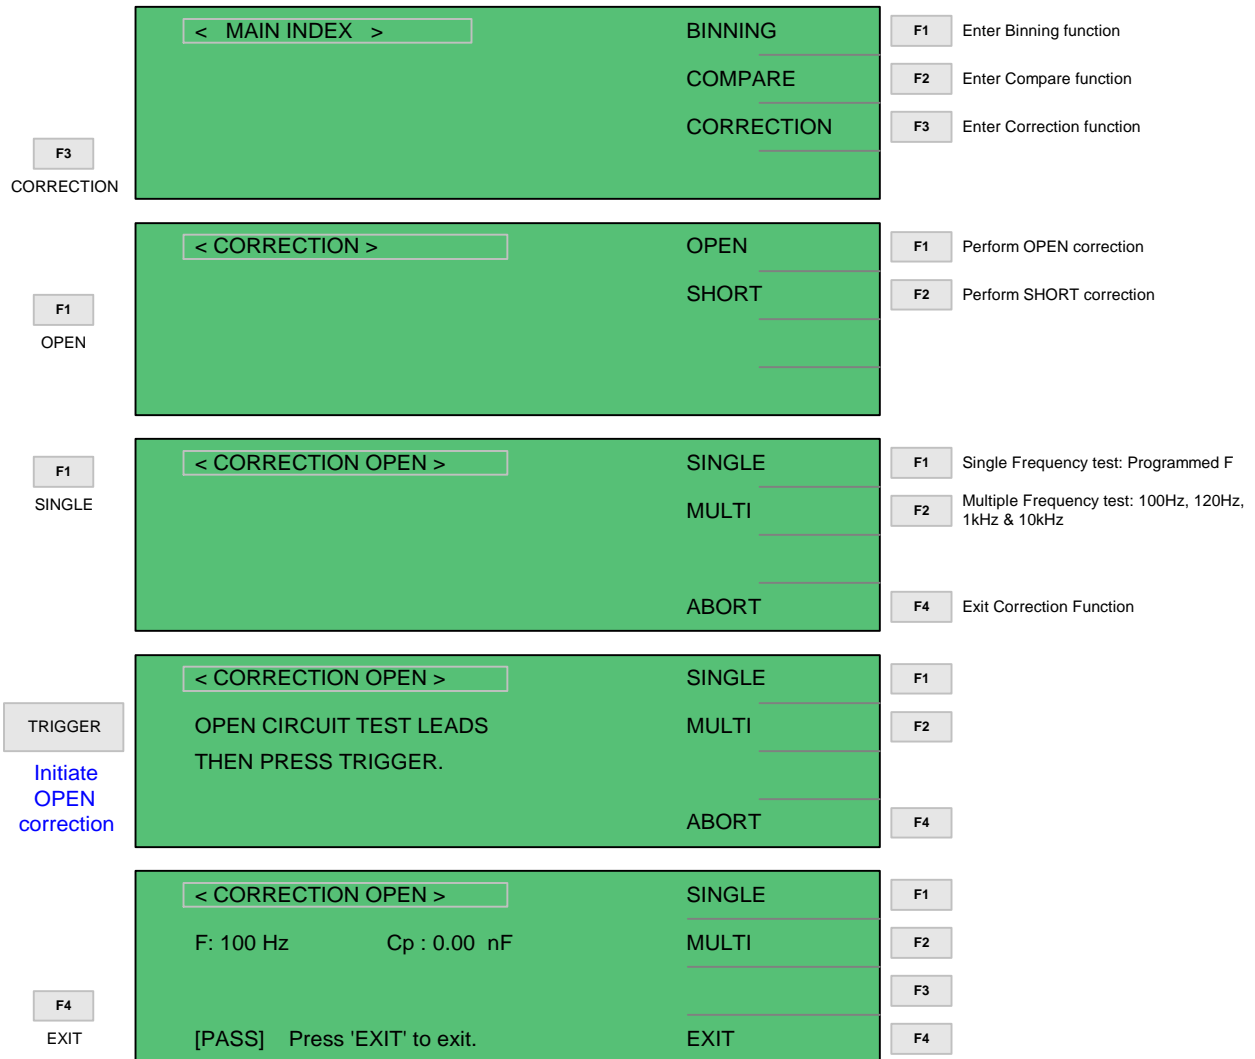 < MAIN INDEX >
BINNING
F1 Enter Binning function
COMPARE
F2 Enter Compare function
CORRECTION
F3 Enter Correction function
F3
CORRECTION
< CORRECTION >
OPEN
F1 Perform OPEN correction
SHORT
F2 Perform SHORT correction
F1
OPEN
< CORRECTION OPEN >
SINGLE
F1 Single Frequency test: Programmed F
F1
SINGLE
MULTI
F2 Multiple Frequency test: 100Hz, 120Hz,
1kHz & 10kHz
ABORT
F4 Exit Correction Function
< CORRECTION OPEN >
SINGLE
F1
TRIGGER
Initiate
OPEN
correction
OPEN CIRCUIT TEST LEADS
THEN PRESS TRIGGER.
MULTI
F2
ABORT
F4
< CORRECTION OPEN >
SINGLE
F1
F: 100 Hz Cp : 0.00 nF
MULTI
F2
F3
F4
EXIT
[PASS] Press 'EXIT' to exit.
EXIT
F4